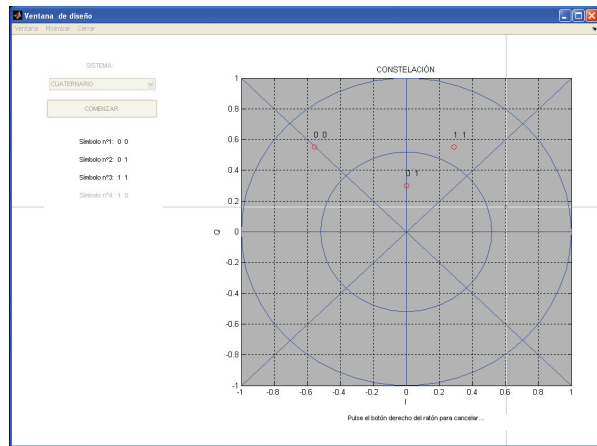 Ventana de diseño
Ventana Minimizar Cerrar
SISTEMA:
CUATERNARIO
COMENZAR
Símbolo nº1: 0 0
Símbolo nº2: 0 1
Símbolo nº3: 1 1
Símbolo nº4: 1 0
CONSTELACIÓN
1
0.8
0.6
0.4
0.2
0
-0.2
-0.4
-0.6
-0.8
-1
Q
0 0
1 1
0 1
-1 -0.8 -0.6 -0.4 -0.2 0 0.2 0.4 0.6 0.8 1
I
Pulse el botón derecho del ratón para cancelar...